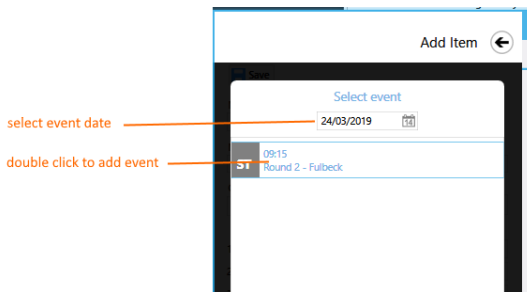 Add Item
Save
Select event
select event date
24/03/2019
14
double click to add event
09:15
ST
Round 2 - Fulbeck